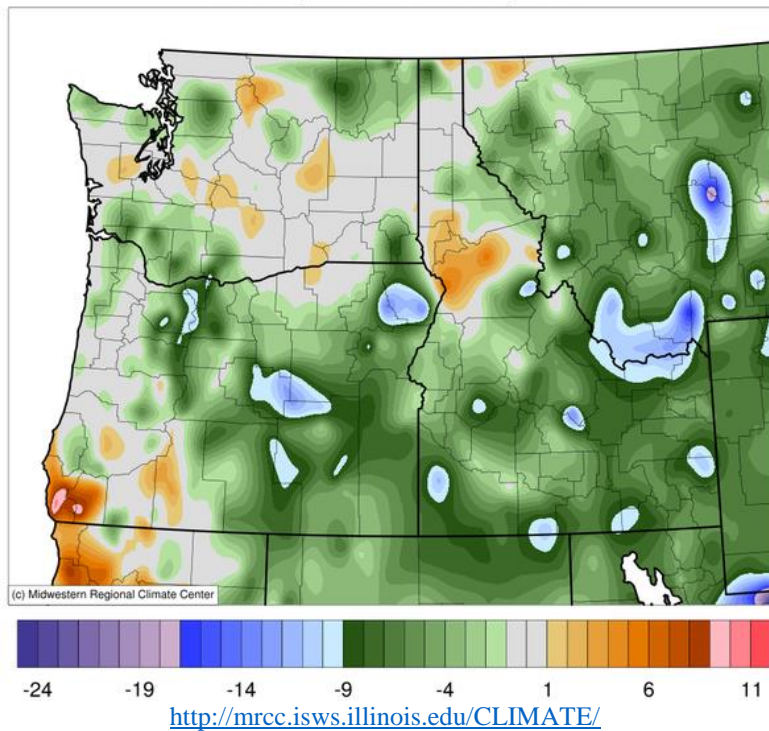 (c) Midwestern Regional Climate Center
-24 -19 -14 -9 -4 1 6 11
http://mrcc.isws.illinois.edu/CLIMATE/